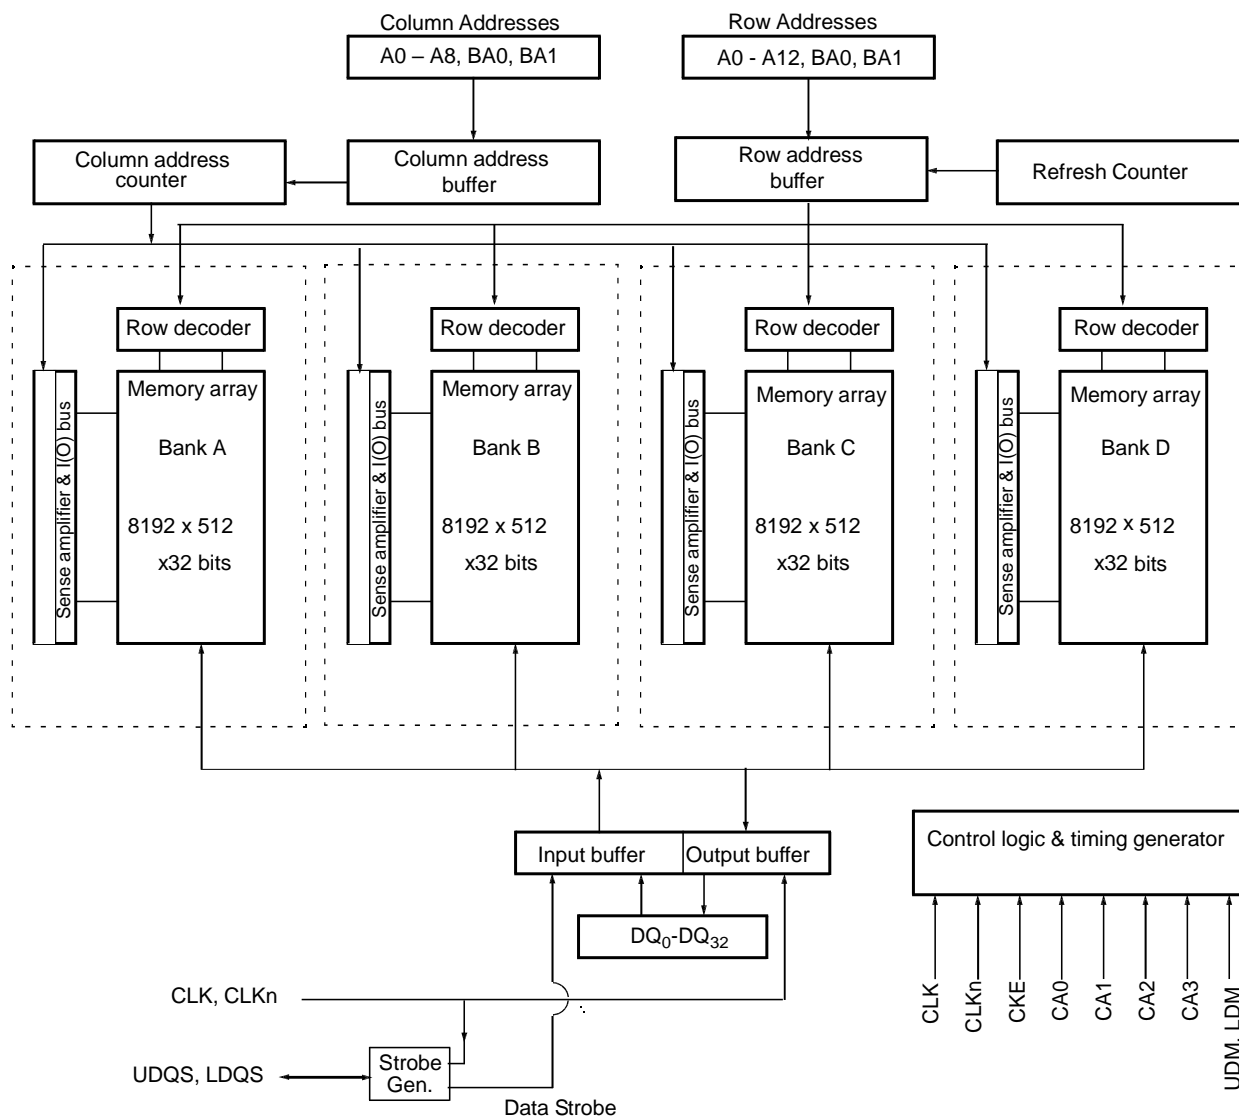 Column Addresses
Row Addresses
A0 – A8, BA0, BA1
A0 - A12, BA0, BA1
Column address
counter
Column address
buffer
Row address
buffer
Refresh Counter
Row decoder
Row decoder
Row decoder
Row decoder
Sense amplifier & I(O) bus
Memory array
Bank A
8192 x 512
x32 bits
Sense amplifier & I(O) bus
Memory array
Bank B
8192 x 512
x32 bits
Sense amplifier & I(O) bus
Memory array
Bank C
8192 x 512
x32 bits
Sense amplifier & I(O) bus
Memory array
Bank D
8192 x 512
x32 bits
Input buffer
Output buffer
Control logic & timing generator
DQ0-DQ32
CLK
CLKn
CKE
CA0
CA1
CA2
CA3
UDM, LDM
CLK, CLKn
UDQS, LDQS
Strobe
Gen.
Data Strobe